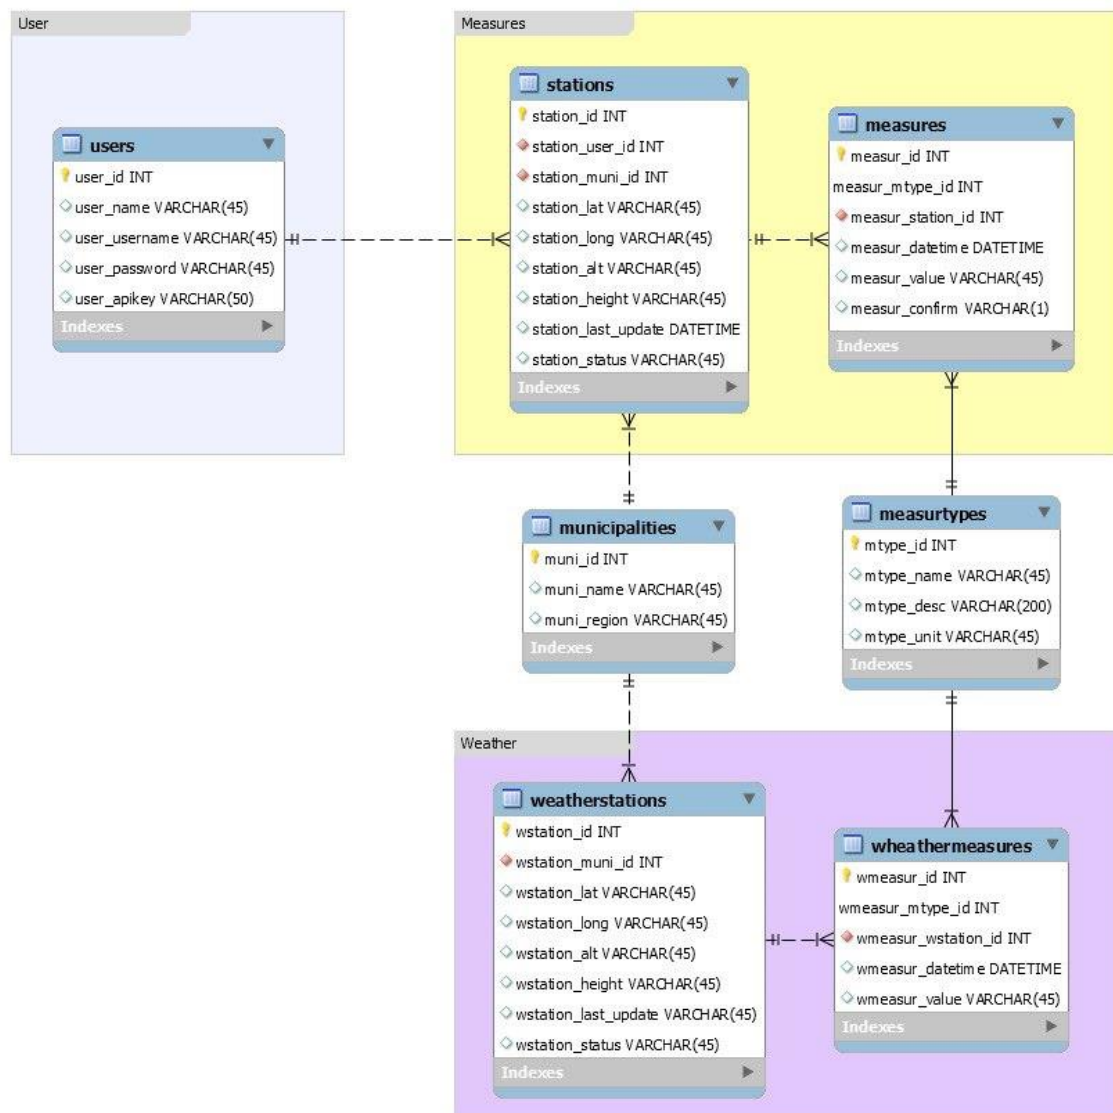 User
users
user_id INT
user_name VARCHAR(45)
user_username VARCHAR(45)
user_password VARCHAR(45)
user_apikey VARCHAR(50)
Indexes
Measures
stations
station_id INT
station_user_id INT
station_muni_id INT
station_lat VARCHAR(45)
station_long VARCHAR(45)
station_alt VARCHAR(45)
station_height VARCHAR(45)
station_last_update DATETIME
station_status VARCHAR(45)
Indexes
measures
measur_id INT
measur_mtype_id INT
measur_station_id INT
measur_datetime DATETIME
measur_value VARCHAR(45)
measur_confirm VARCHAR(1)
Indexes
municipalities
muni_id INT
muni_name VARCHAR(45)
muni_region VARCHAR(45)
Indexes
measurtypes
mtype_id INT
mtype_name VARCHAR(45)
mtype_desc VARCHAR(200)
mtype_unit VARCHAR(45)
Indexes
Weather
weatherstations
wstation_id INT
wstation_muni_id INT
wstation_lat VARCHAR(45)
wstation_long VARCHAR(45)
wstation_alt VARCHAR(45)
wstation_height VARCHAR(45)
wstation_last_update VARCHAR(45)
wstation_status VARCHAR(45)
Indexes
wheathermeasures
wmeasur_id INT
wmeasur_mtype_id INT
wmeasur_wstation_id INT
wmeasur_datetime DATETIME
wmeasur_value VARCHAR(45)
Indexes